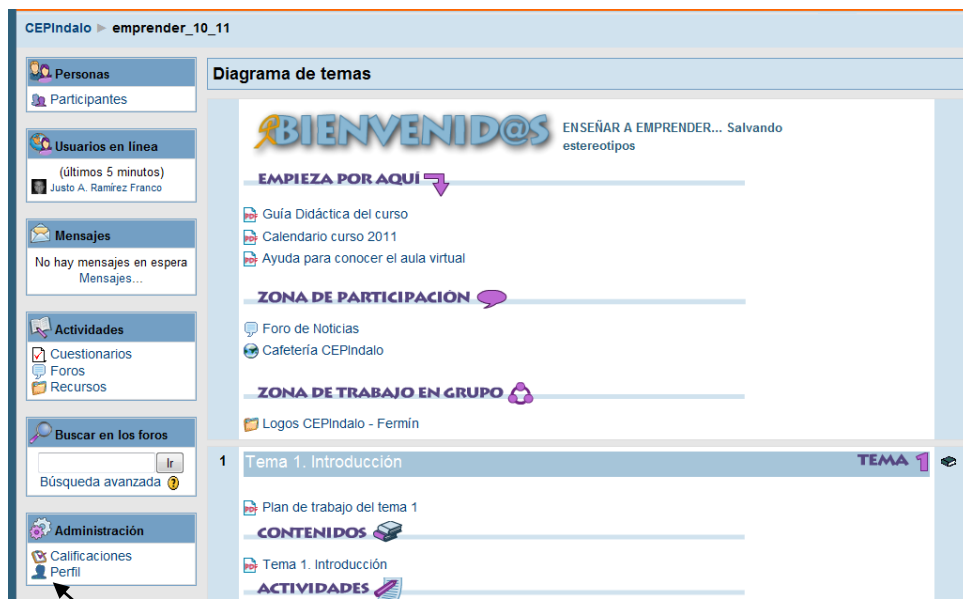 CEPIndalo ► emprender_10_11
Personas
Participantes
Usuarios en línea
(últimos 5 minutos)
Justo A. Ramírez Franco
Mensajes
No hay mensajes en espera
Mensajes...
Actividades
Cuestionarios
Foros
Recursos
Buscar en los foros
Ir
Búsqueda avanzada
Administración
Calificaciones
Perfil
Diagrama de temas
BIENVENID@S
ENSEÑAR A EMPRENDER... Salvando
estereotipos
EMPIEZA POR AQUÍ
Guía Didáctica del curso
Calendario curso 2011
Ayuda para conocer el aula virtual
ZONA DE PARTICIPACIÓN
Foro de Noticias
Cafetería CEPIndalo
ZONA DE TRABAJO EN GRUPO
Logos CEPIndalo - Fermín
1 Tema 1. Introducción TEMA 1
Plan de trabajo del tema 1
CONTENIDOS
Tema 1. Introducción
ACTIVIDADES